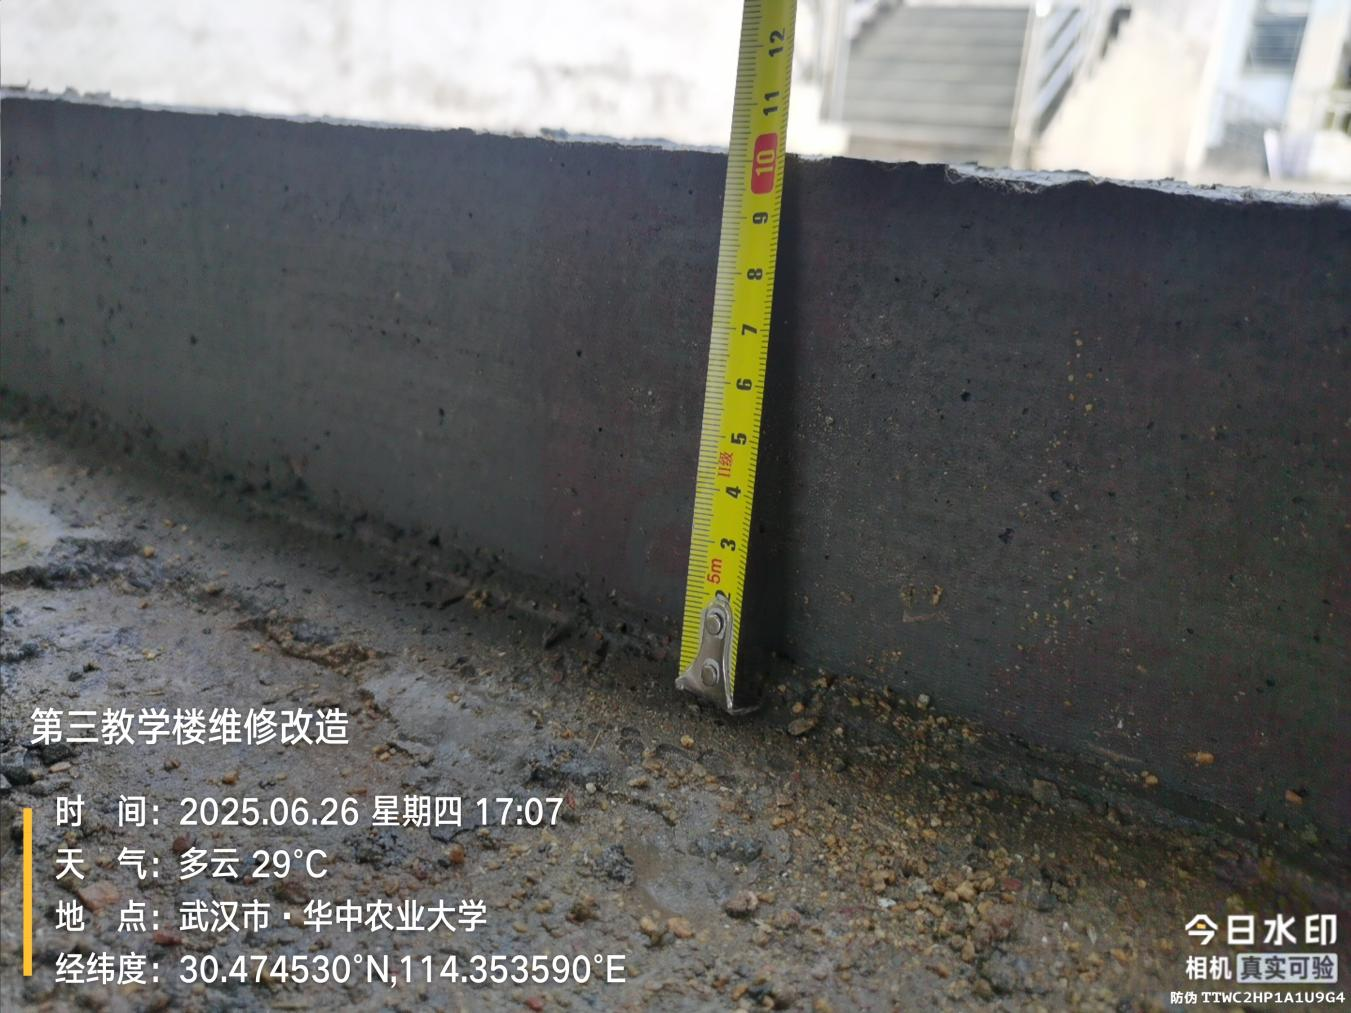 12
11
10
9
8
7
6
5
II级
4
3
5m
2
第三教学楼维修改造
时 间：2025.06.26 星期四 17:07
天 气：多云 29°C
地 点：武汉市·华中农业大学
经纬度：30.474530°N,114.353590°E
今日水印
相机 真实可验
防伪 TTWC2HP1A1U9G4